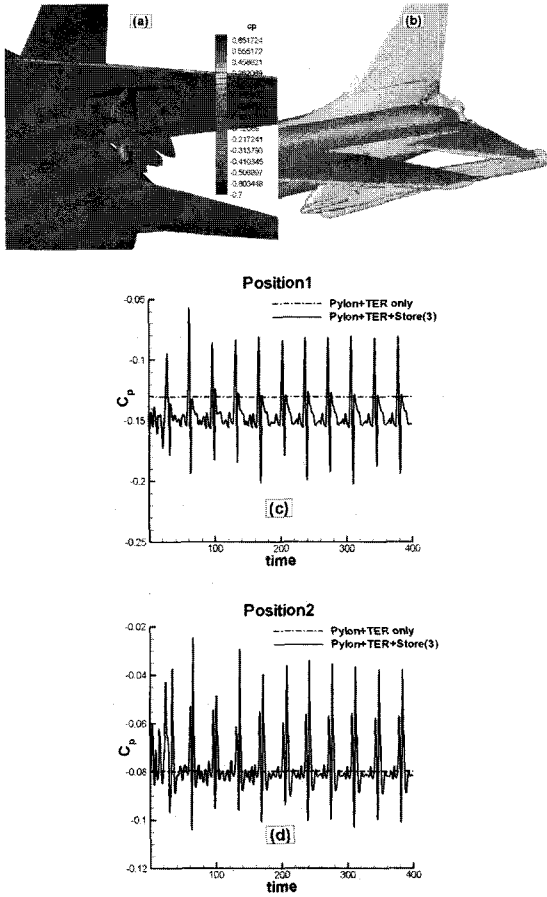 (a)
cp
0.651724
0.555172
0.458621
-0.217241
-0.313793
-0.410345
-0.506897
-0.603448
-0.7
(b)
Position1
-0.05
Pylon+TER only
Pylon+TER+Store(3)
-0.1
Cp
-0.15
-0.2
(c)
-0.25
100
200
300
400
time
Position2
-0.02
Pylon+TER only
Pylon+TER+Store(3)
-0.04
-0.06
Cp
-0.08
-0.1
(d)
-0.12
100
200
300
400
time